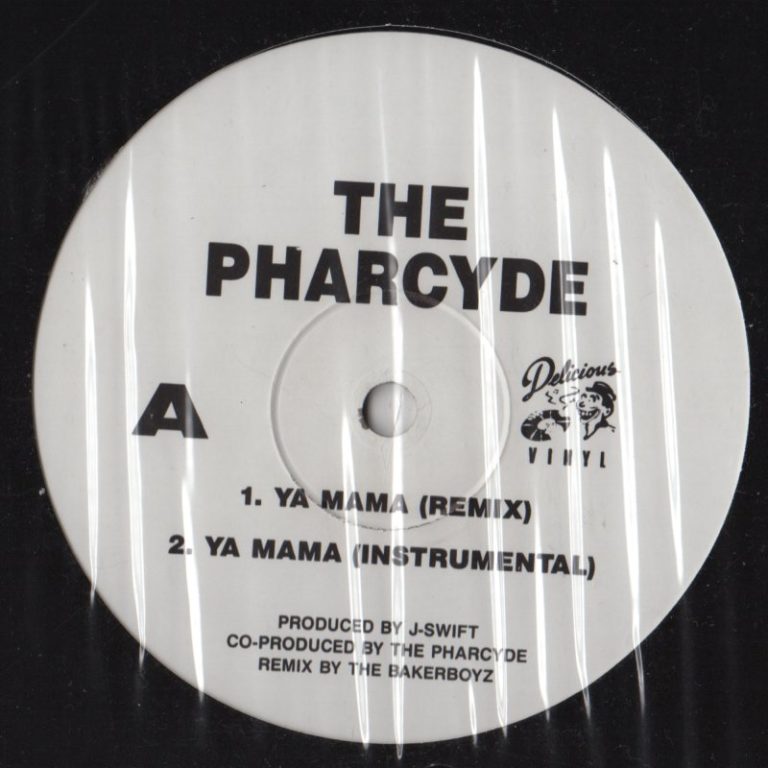 THE
PHARCYDE
A
Delicious
VINYL
1. YA MAMA (REMIX)
2. YA MAMA (INSTRUMENTAL)
PRODUCED BY J-SWIFT
CO-PRODUCED BY THE PHARCYDE
REMIX BY THE BAKERBOYZ